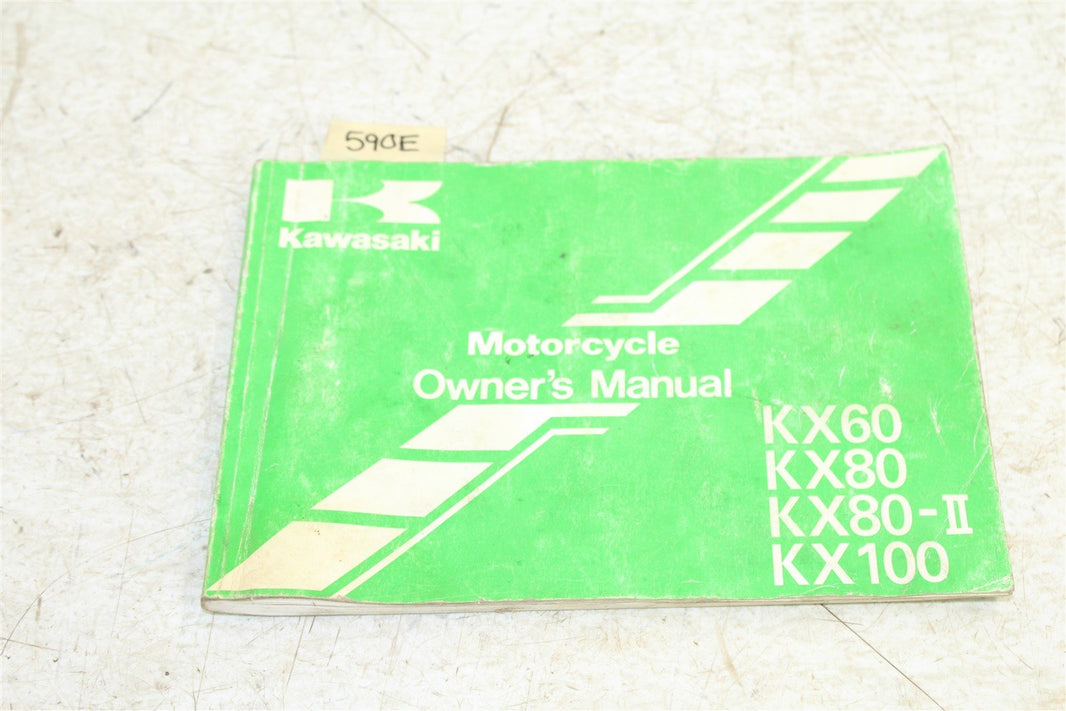 590E
Kawasaki
Motorcycle
Owner's Manual
KX60
KX80
KX80-II
KX100